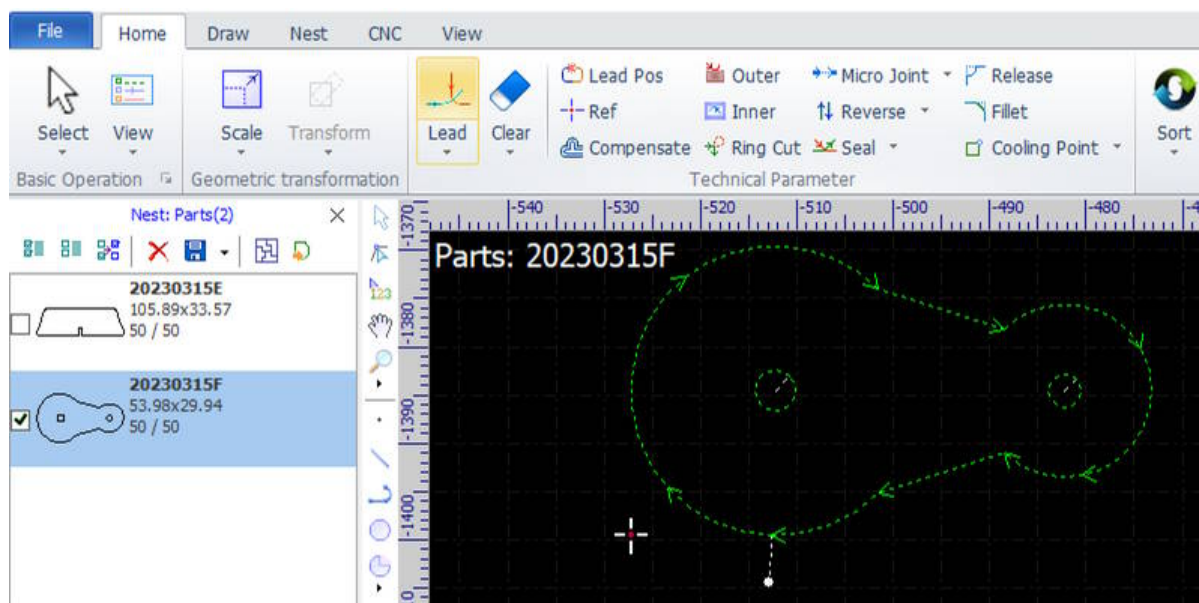 File Home Draw Nest CNC View
Lead Pos Outer Micro Joint Release
Ref Inner Reverse Fillet
Select View Scale Transform Lead Clear Compensate Ring Cut Seal Cooling Point Sort
Basic Operation Geometric transformation Technical Parameter
Nest: Parts(2)
-540 -530 -520 -510 -500 -490 -480
-1370
Parts: 20230315F
20230315E
105.89x33.57
50 / 50
123
-1380
20230315F
53.98x29.94
50 / 50
-1390
-1400